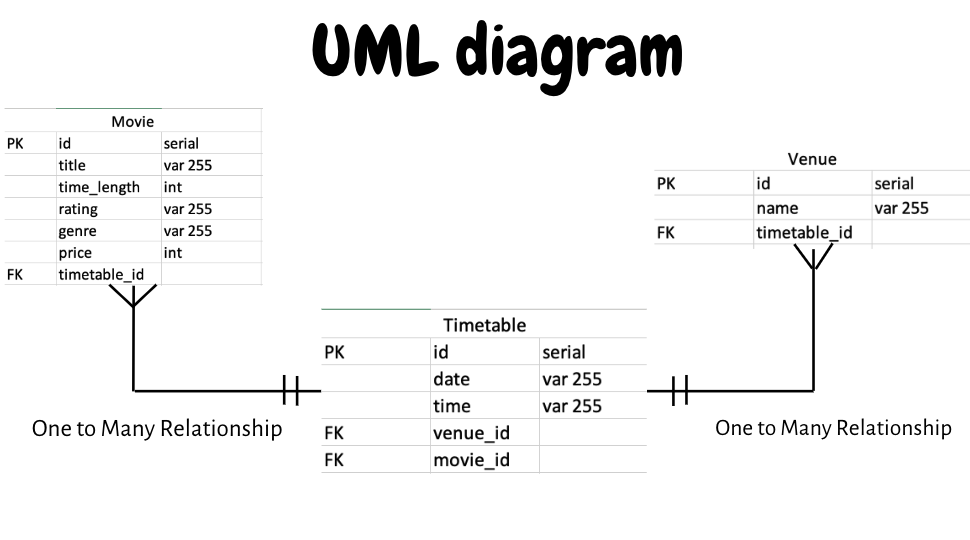 UML diagram
Movie
PK id serial
title var 255
time_length int
rating var 255
genre var 255
price int
FK timetable_id
Venue
PK id serial
name var 255
FK timetable_id
Timetable
PK id serial
date var 255
time var 255
FK venue_id
FK movie_id
One to Many Relationship
One to Many Relationship